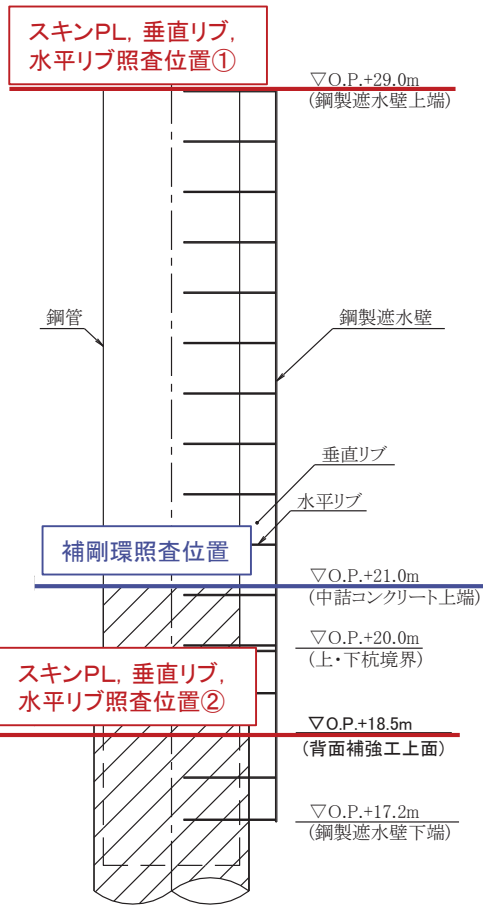 スキンPL, 垂直リブ,
水平リブ照査位置①
▽O.P.+29.0m
(鋼製遮水壁上端)
鋼管
鋼製遮水壁
垂直リブ
水平リブ
補剛環照査位置
▽O.P.+21.0m
(中詰コンクリート上端)
▽O.P.+20.0m
(上・下杭境界)
スキンPL, 垂直リブ,
水平リブ照査位置②
▽O.P.+18.5m
(背面補強工上面)
▽O.P.+17.2m
(鋼製遮水壁下端)